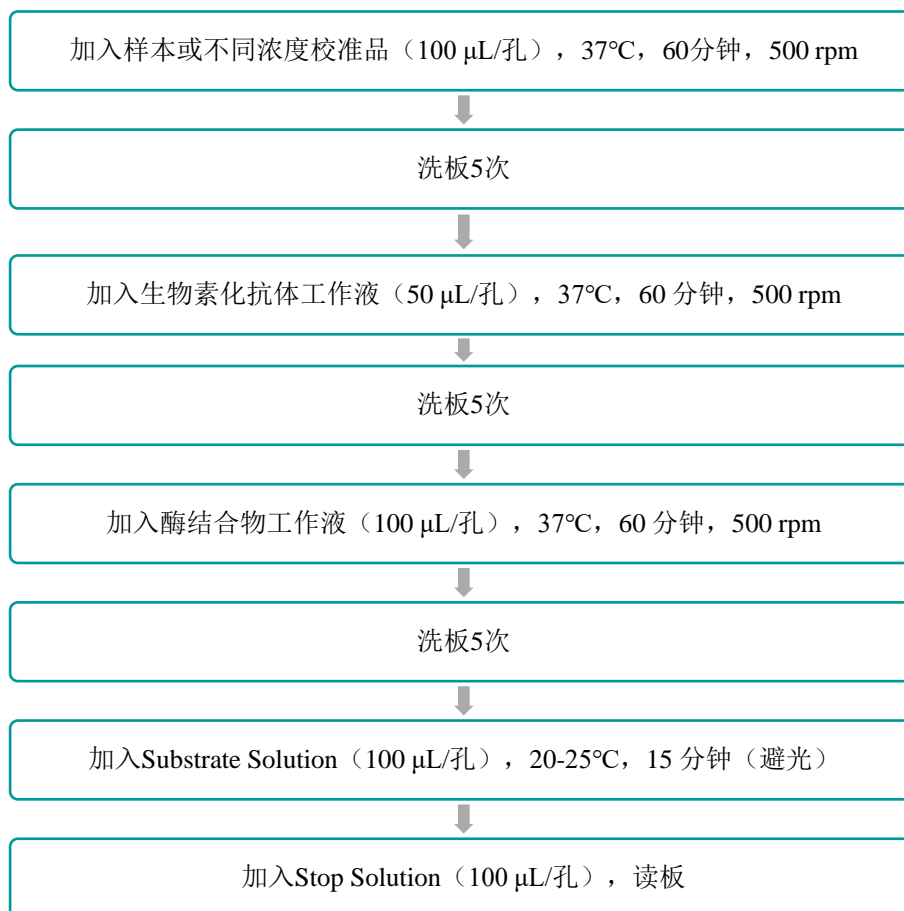 加入样本或不同浓度校准品（100 μL/孔），37℃，60分钟，500 rpm
洗板5次
加入生物素化抗体工作液（50 μL/孔），37℃，60 分钟，500 rpm
洗板5次
加入酶结合物工作液（100 μL/孔），37℃，60 分钟，500 rpm
洗板5次
加入Substrate Solution（100 μL/孔），20-25℃，15 分钟（避光）
加入Stop Solution（100 μL/孔），读板